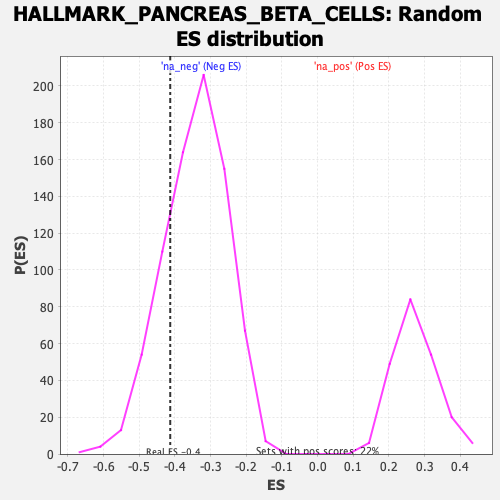 HALLMARK_PANCREAS_BETA_CELLS: Random
ES distribution
'na_neg' (Neg ES)
'na_pos' (Pos ES)
200
180
160
140
120
100
80
60
40
20
0
P(ES)
Real ES -0.4
Sets with pos scores: 22%
-0.7 -0.6 -0.5 -0.4 -0.3 -0.2 -0.1 0.0 0.1 0.2 0.3 0.4
ES